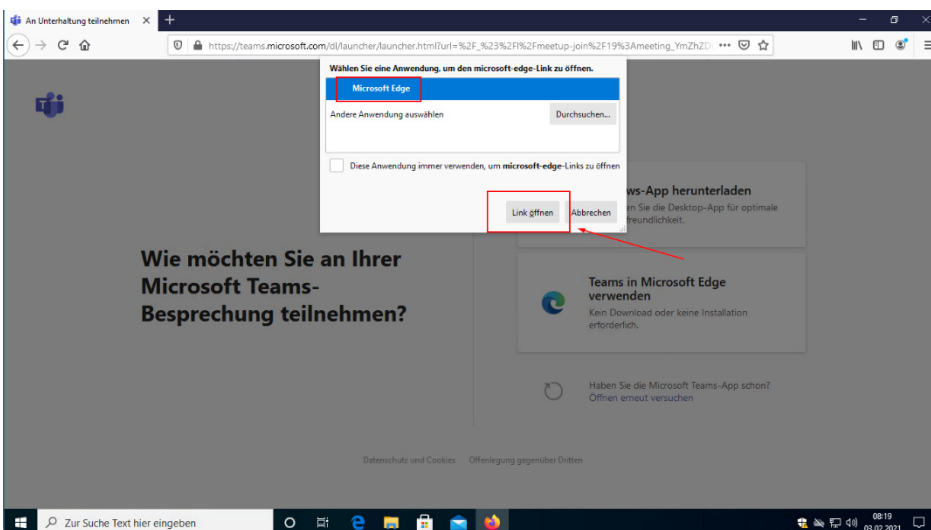 An Unterhaltung teilnehmen
https://teams.microsoft.com/dl/launcher/launcher.html?url=%2F_%23%2Fl%2Fmeetup-join%2F19%3Ameeting_YmZhZD
Wählen Sie eine Anwendung, um den microsoft-edge-Link zu öffnen.
Microsoft Edge
Andere Anwendung auswählen
Durchsuchen...
Diese Anwendung immer verwenden, um microsoft-edge-Links zu öffnen
Link öffnen
Abbrechen
ws-App herunterladen
en Sie die Desktop-App für optimale
freundlichkeit.
Wie möchten Sie an Ihrer
Microsoft Teams-
Besprechung teilnehmen?
Teams in Microsoft Edge
verwenden
Kein Download oder keine Installation
erforderlich.
Haben Sie die Microsoft Teams-App schon?
Öffnen erneut versuchen
Datenschutz und Cookies
Offenlegung gegenüber Dritten
Zur Suche Text hier eingeben
08:19
03.02.2021